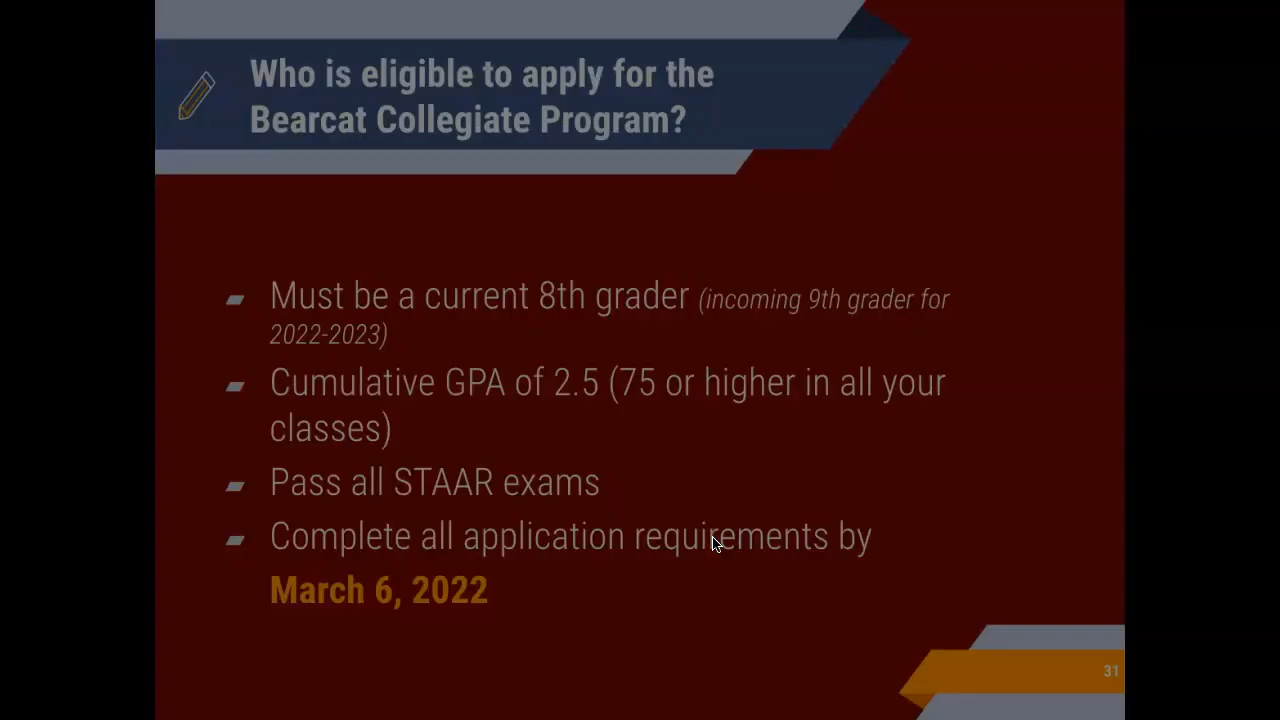 Who is eligible to apply for the
Bearcat Collegiate Program?
Must be a current 8th grader (incoming 9th grader for
2022-2023)
Cumulative GPA of 2.5 (75 or higher in all your
classes)
Pass all STAAR exams
Complete all application requirements by
March 6, 2022
31